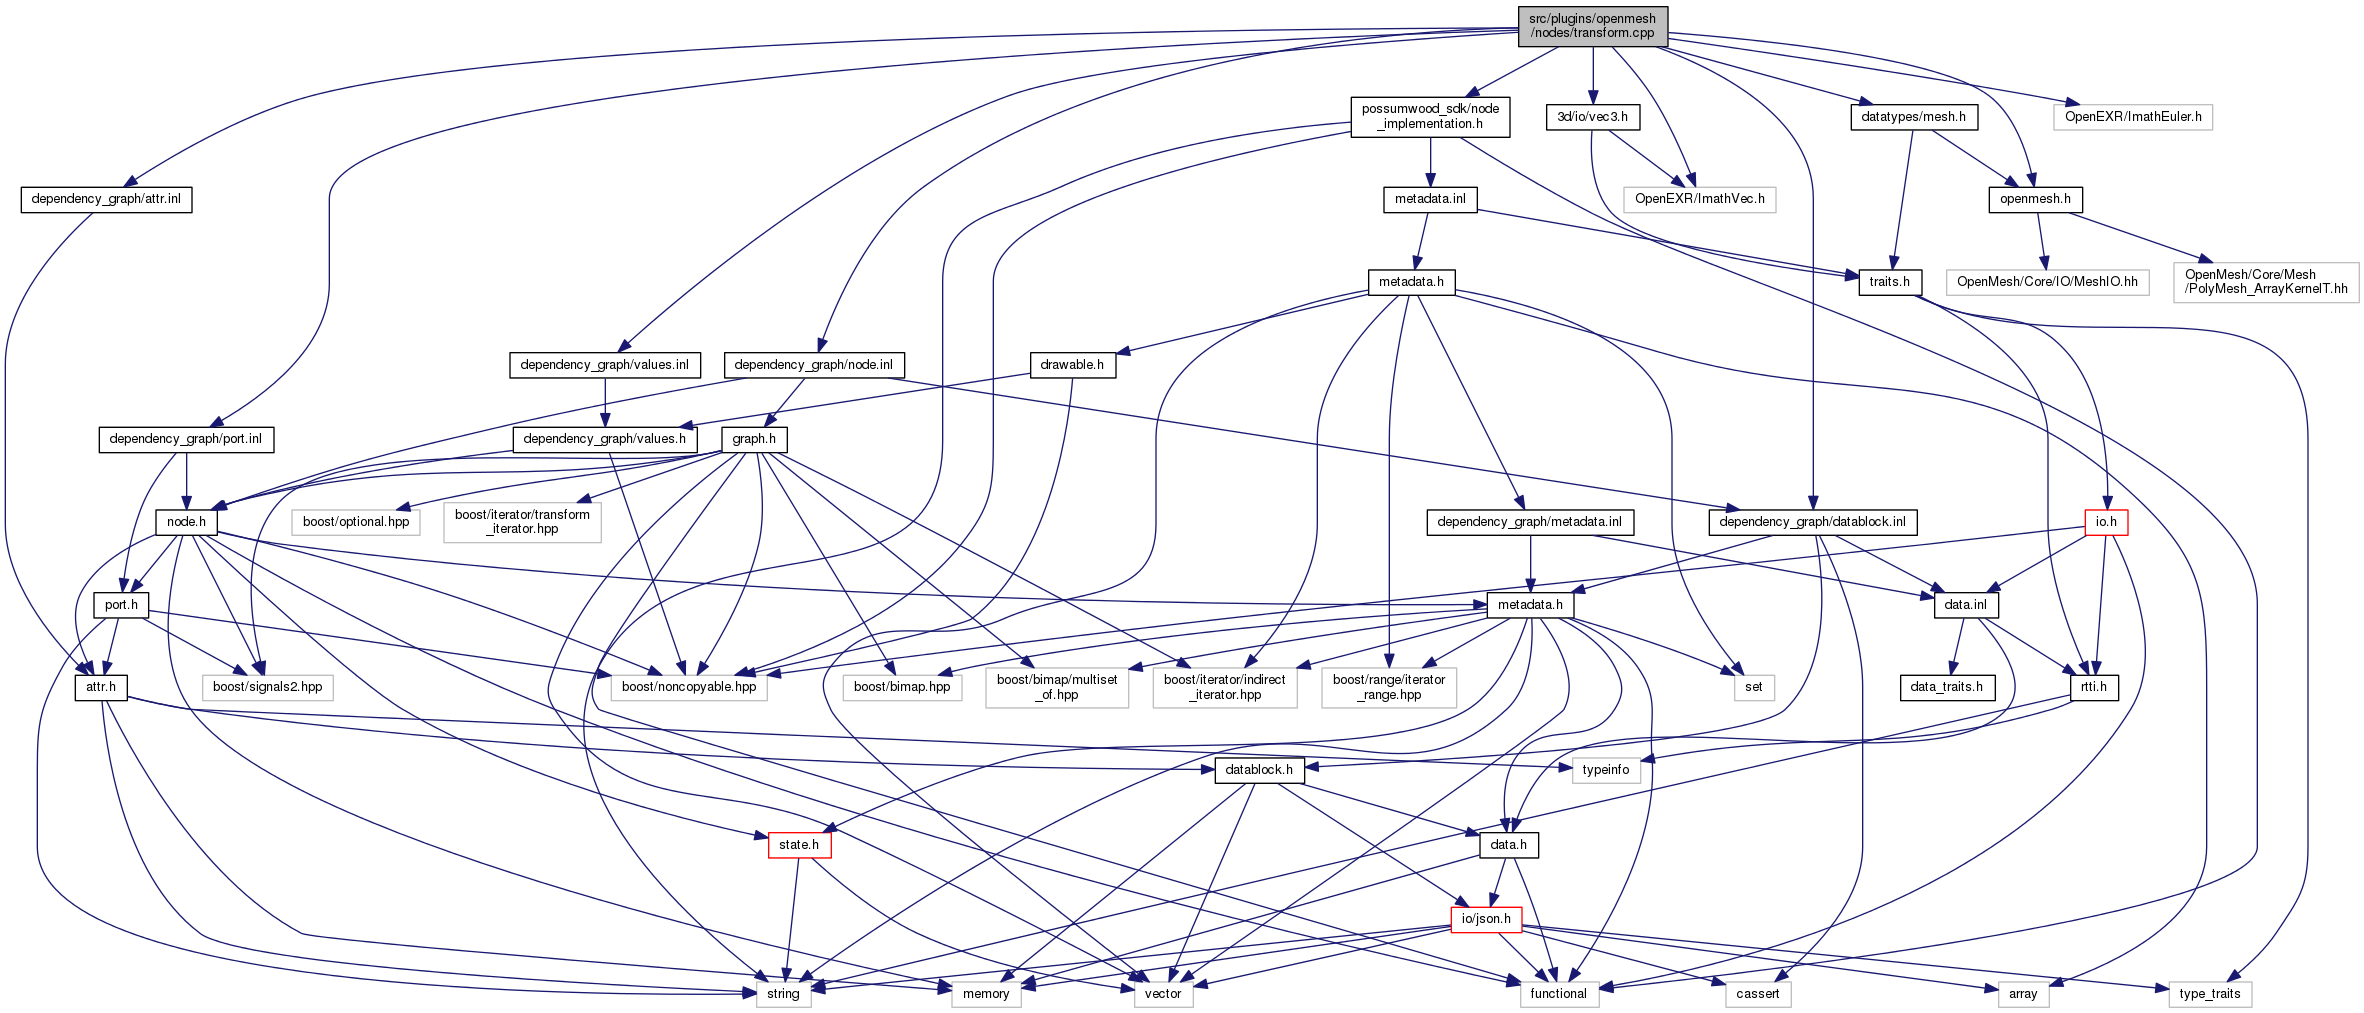 src/plugins/openmesh
/nodes/transform.cpp
possumwood_sdk/node
_implementation.h
3d/io/vec3.h
datatypes/mesh.h
OpenEXR/ImathEuler.h
dependency_graph/attr.inl
metadata.inl
OpenEXR/ImathVec.h
openmesh.h
metadata.h
traits.h
OpenMesh/Core/IO/MeshIO.hh
OpenMesh/Core/Mesh
/PolyMesh_ArrayKernelT.hh
dependency_graph/values.inl
dependency_graph/node.inl
drawable.h
dependency_graph/port.inl
dependency_graph/values.h
graph.h
node.h
boost/optional.hpp
boost/iterator/transform
_iterator.hpp
dependency_graph/metadata.inl
dependency_graph/datablock.inl
io.h
port.h
metadata.h
data.inl
attr.h
boost/signals2.hpp
boost/noncopyable.hpp
boost/bimap.hpp
boost/bimap/multiset
_of.hpp
boost/iterator/indirect
_iterator.hpp
boost/range/iterator
_range.hpp
set
data_traits.h
rtti.h
datablock.h
typeinfo
state.h
data.h
io/json.h
string
memory
vector
functional
cassert
array
type_traits